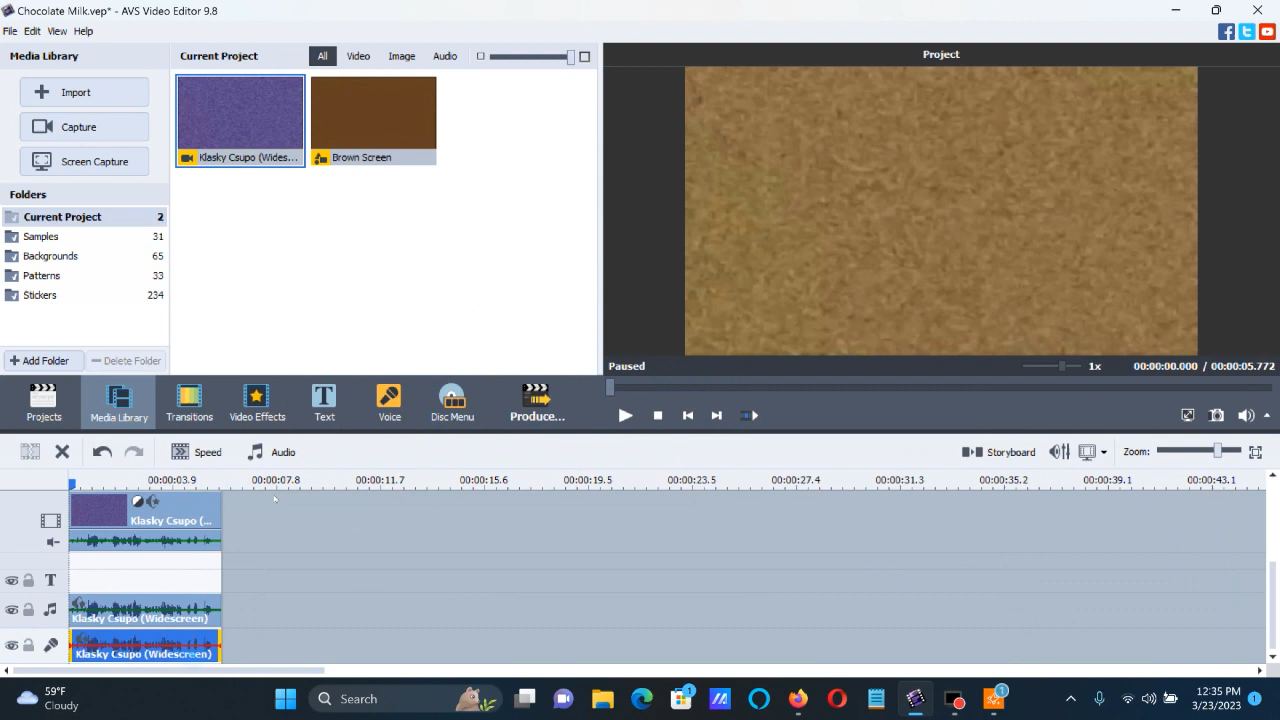 Chocolate Milk.vep* - AVS Video Editor 9.8
File Edit View Help
Media Library
Current Project All Video Image Audio
Project
Import
Capture
Screen Capture
Klasky Csupo (Wides...
Brown Screen
Folders
Current Project 2
Samples 31
Backgrounds 65
Patterns 33
Stickers 234
Add Folder
Delete Folder
Paused 1x 00:00:00.000 / 00:00:05.772
Projects
Media Library
Transitions
Video Effects
Text
Voice
Disc Menu
Produce...
Speed
Audio
Storyboard
Zoom:
00:00:03.9 00:00:07.8 00:00:11.7 00:00:15.6 00:00:19.5 00:00:23.5 00:00:27.4 00:00:31.3 00:00:35.2 00:00:39.1 00:00:43.1
Klasky Csupo (...
T
Klasky Csupo (Widescreen)
Klasky Csupo (Widescreen)
59°F
Cloudy
Search
1
1
12:35 PM
3/23/2023
1